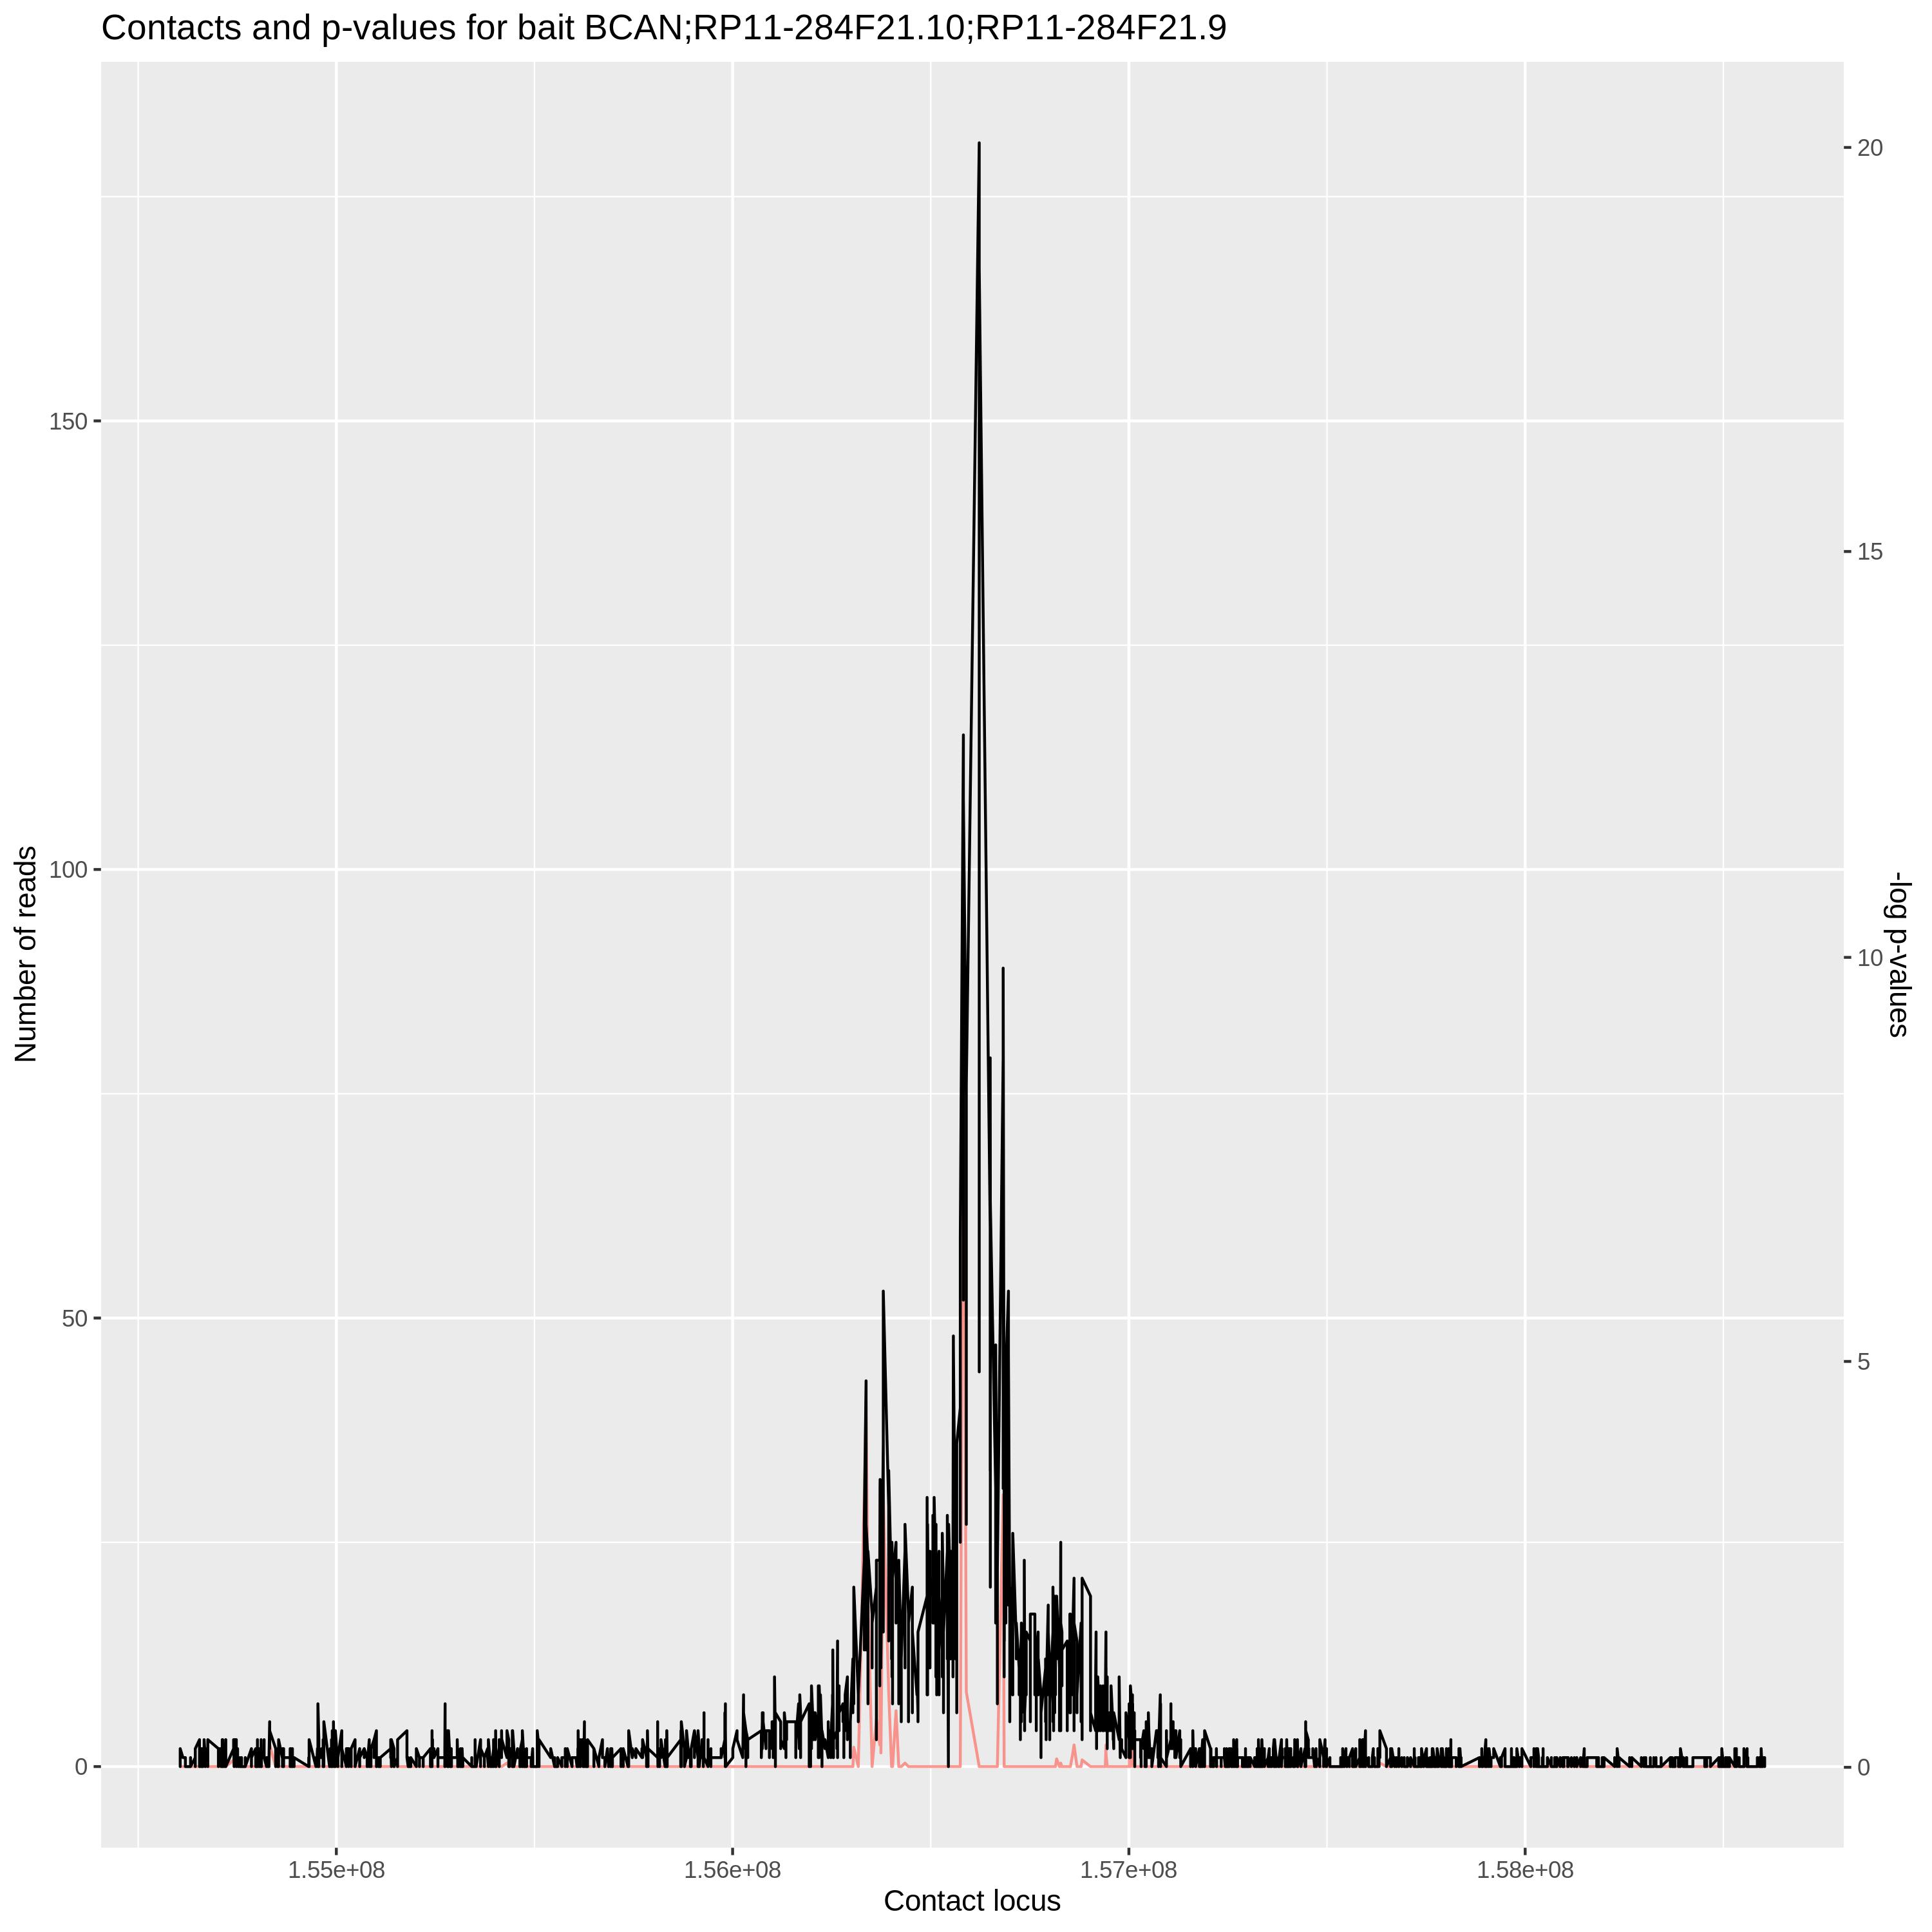 Contacts and p-values for bait BCAN;RP11-284F21.10;RP11-284F21.9
20
15
10
5
0
-log p-values
150
100
50
0
Number of reads
1.55e+08 1.56e+08 1.57e+08 1.58e+08
Contact locus